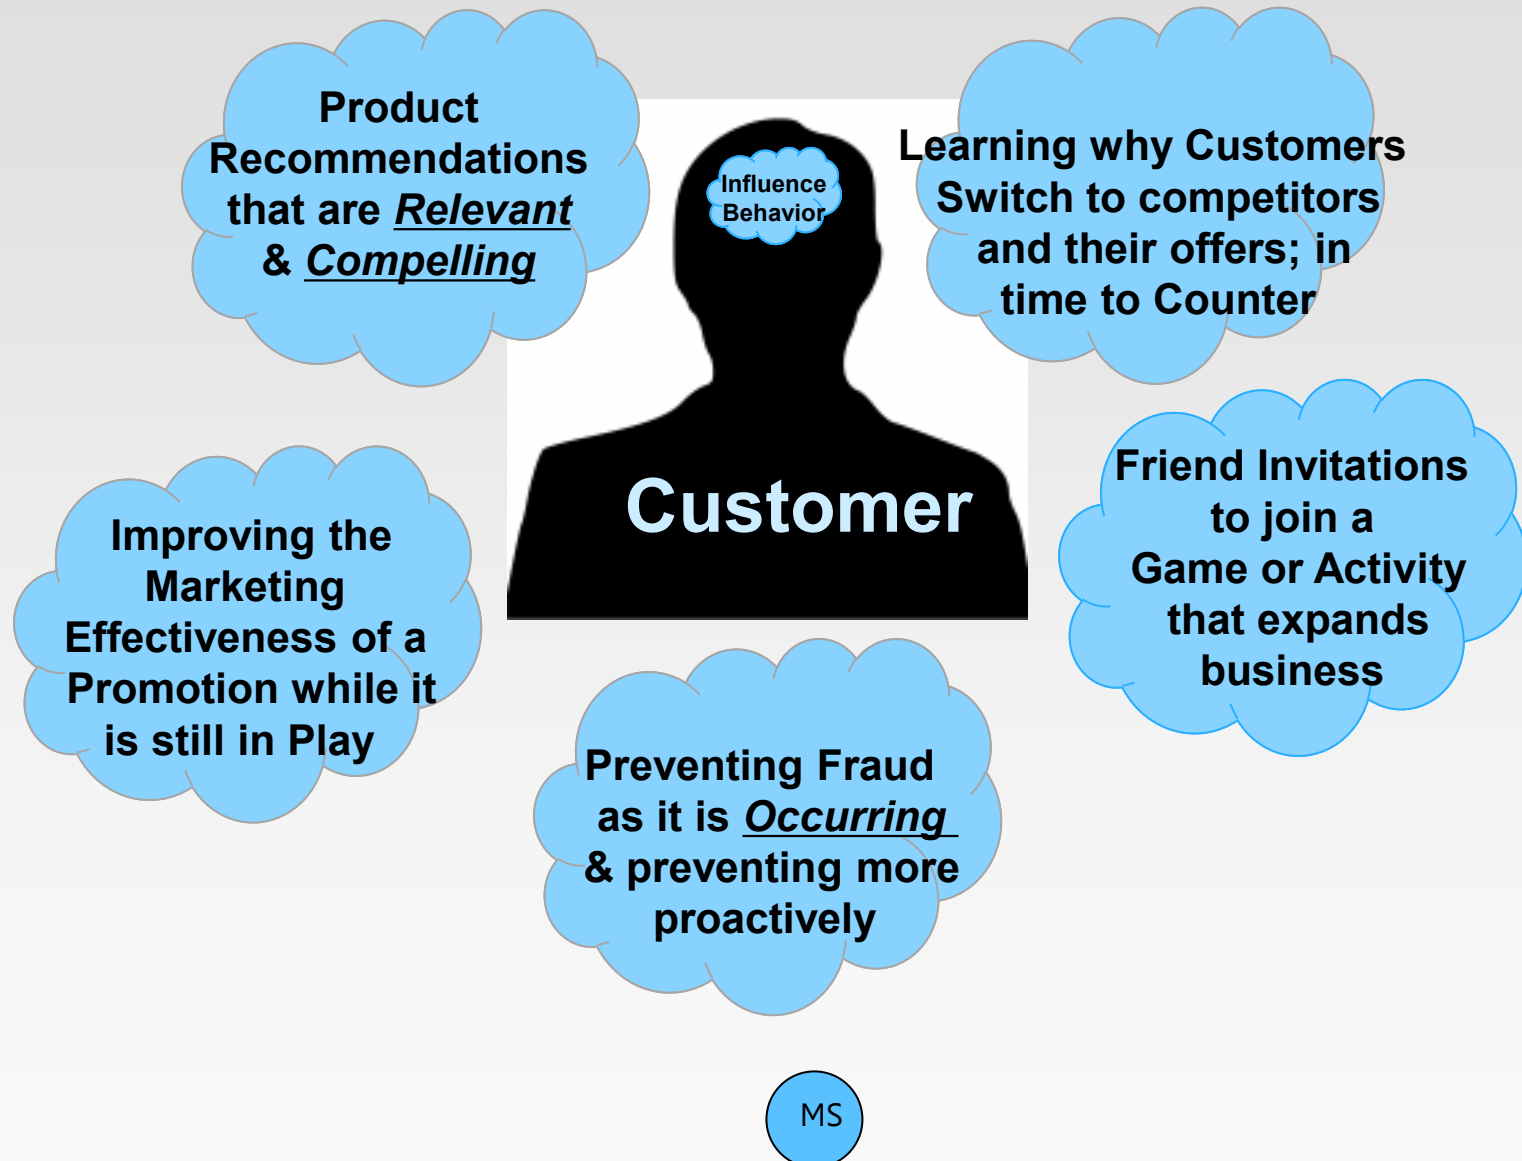 Product
Recommendations
that are Relevant
& Compelling
Influence
Behavior
Learning why Customers
Switch to competitors
and their offers; in
time to Counter
Customer
Improving the
Marketing
Effectiveness of a
Promotion while it
is still in Play
Friend Invitations
to join a
Game or Activity
that expands
business
Preventing Fraud
as it is Occurring
& preventing more
proactively
MS